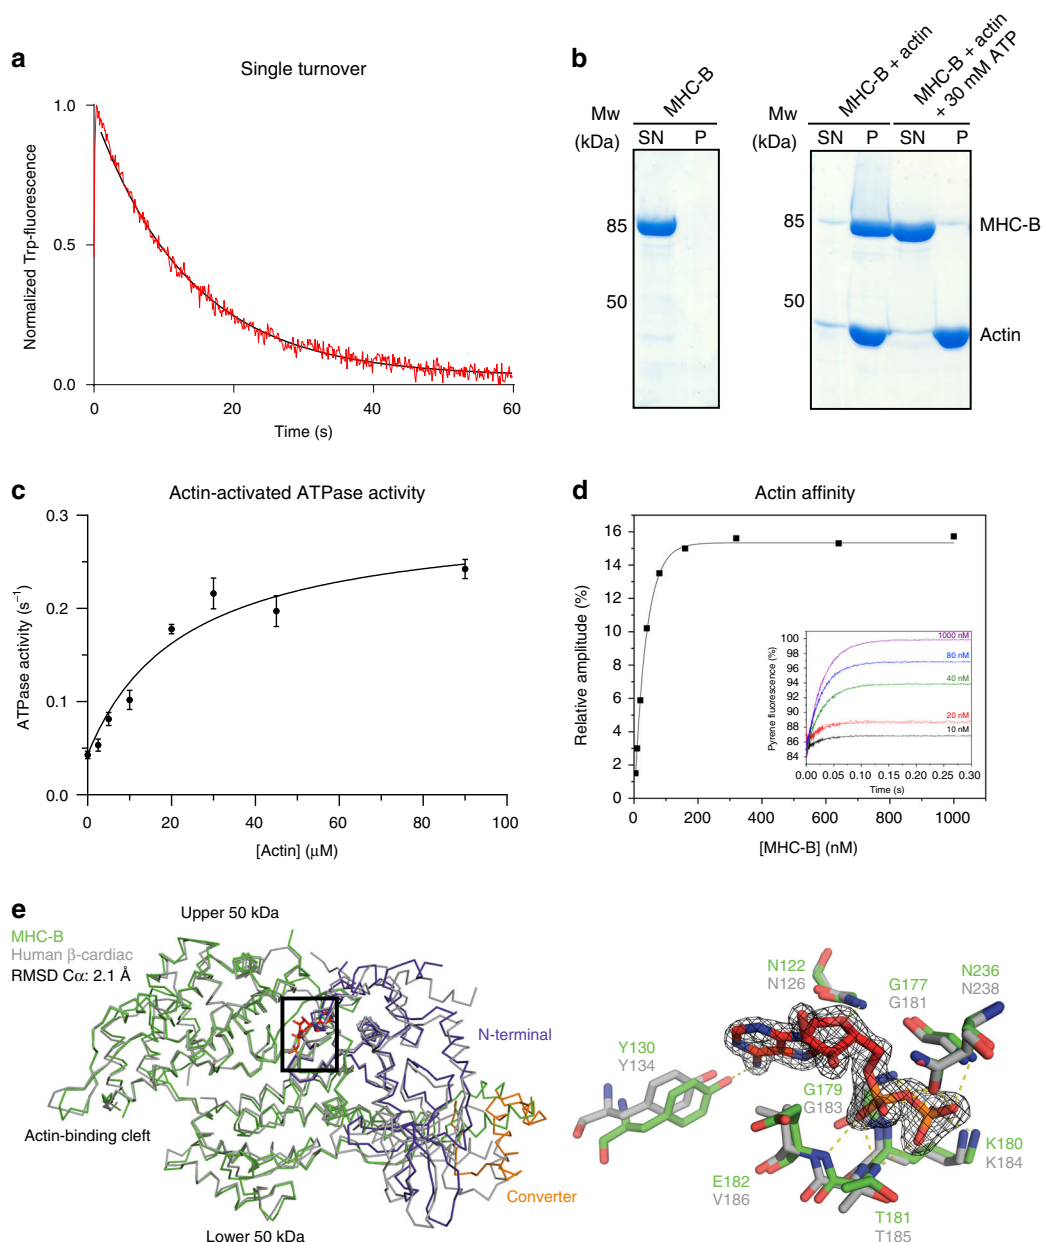 a
Single turnover
Normalized Trp-fluorescence
1.0
0.5
0.0
0 20 40 60
Time (s)
b
Mw
(kDa)
MHC-B
SN P
85
50
Mw
(kDa)
MHC-B + actin
MHC-B + actin
+ 30 mM ATP
SN P SN P
85
50
MHC-B
Actin
c
Actin-activated ATPase activity
ATPase activity (s⁻¹)
0.3
0.2
0.1
0.0
0 20 40 60 80 100
[Actin] (μM)
d
Actin affinity
Relative amplitude (%)
16
14
12
10
8
6
4
2
0
0 200 400 600 800 1000
[MHC-B] (nM)
Pyrene fluorescence (%)
100
98
96
94
92
90
88
86
84
1000 nM
80 nM
40 nM
20 nM
10 nM
0.00 0.05 0.10 0.15 0.20 0.25 0.30
Time (s)
e
MHC-B
Human β-cardiac
RMSD Cα: 2.1 Å
Upper 50 kDa
N-terminal
Actin-binding cleft
Converter
Lower 50 kDa
N122
N126
G177
G181
N236
N238
Y130
Y134
G179
G183
K180
K184
E182
V186
T181
T185